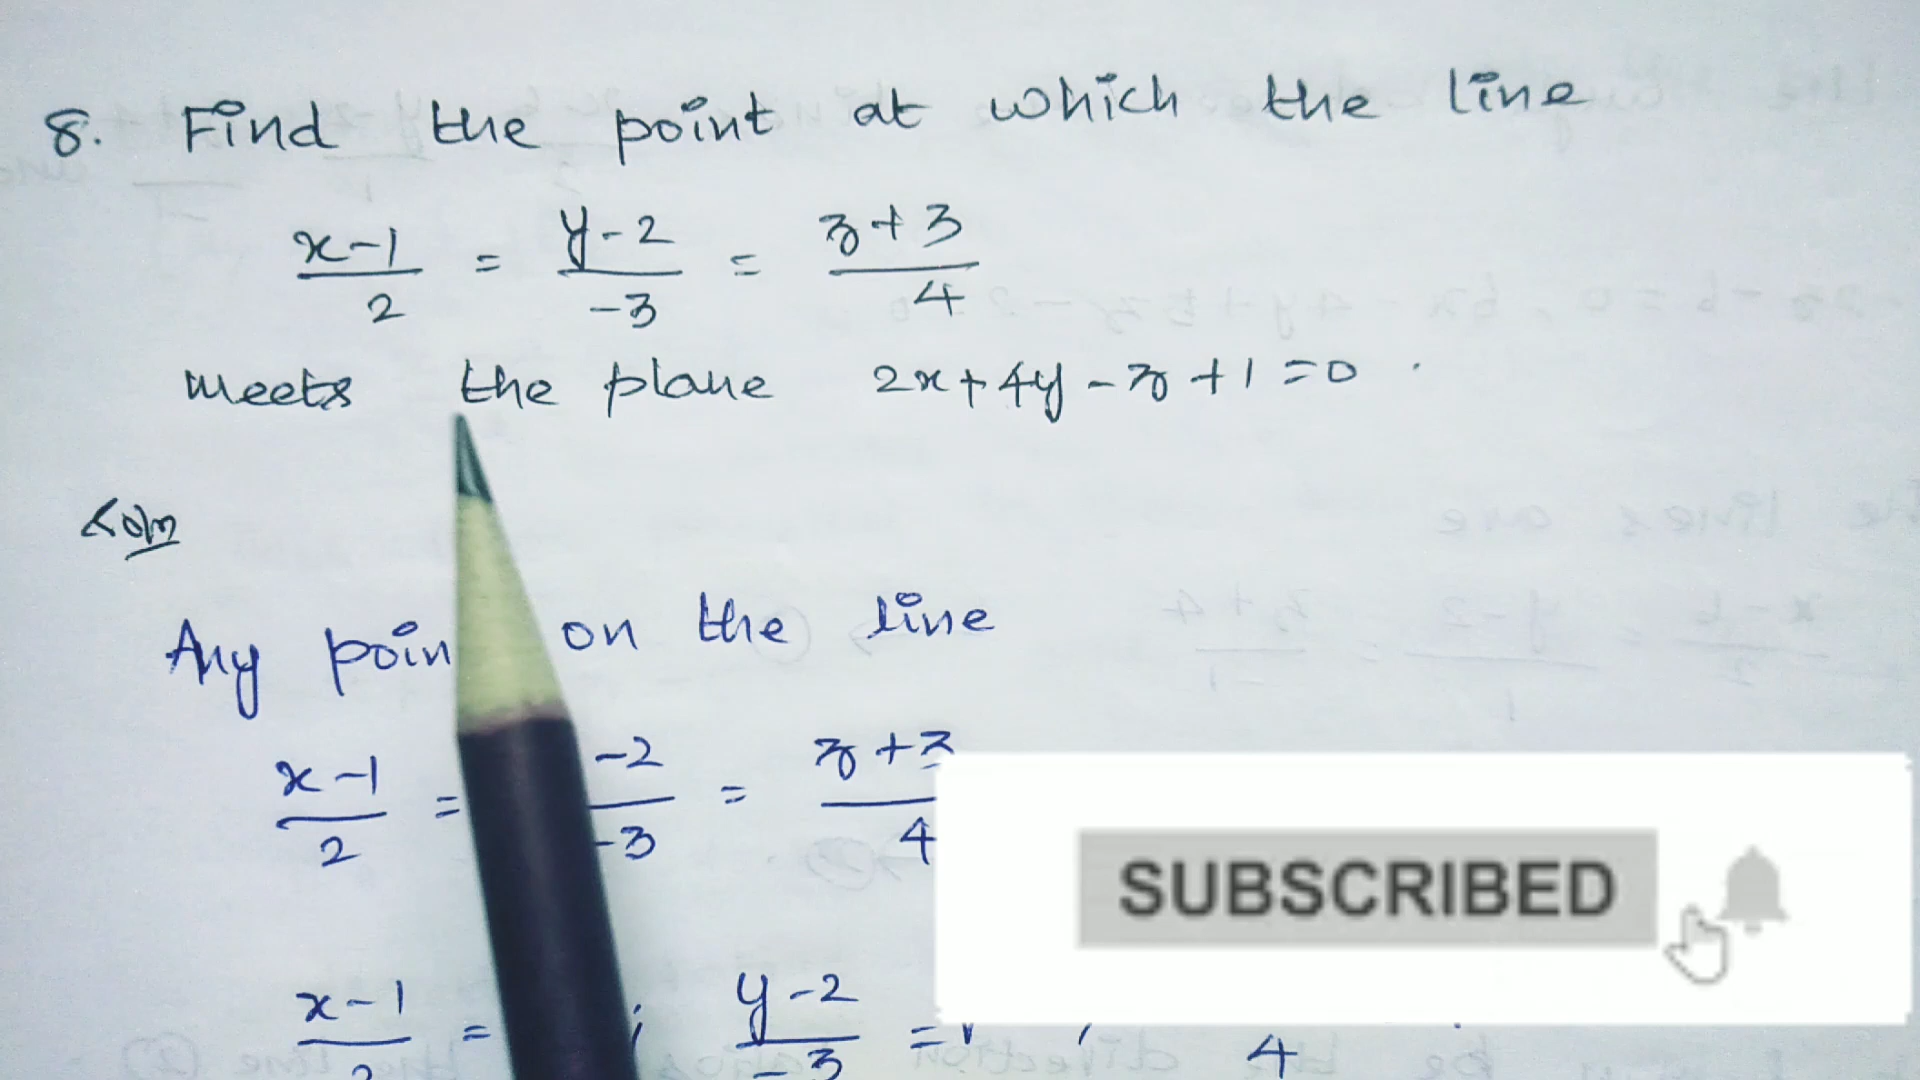 8. Find the point at which the line
x-1/2 = y-2/-3 = z+3/4
meets the plane 2x+4y-z+1=0.
Soln
Any on the line
x-1/2 = -2/-3 = z+3/4
x-1/2 = ; y-2/-3 = r ; 4
SUBSCRIBED